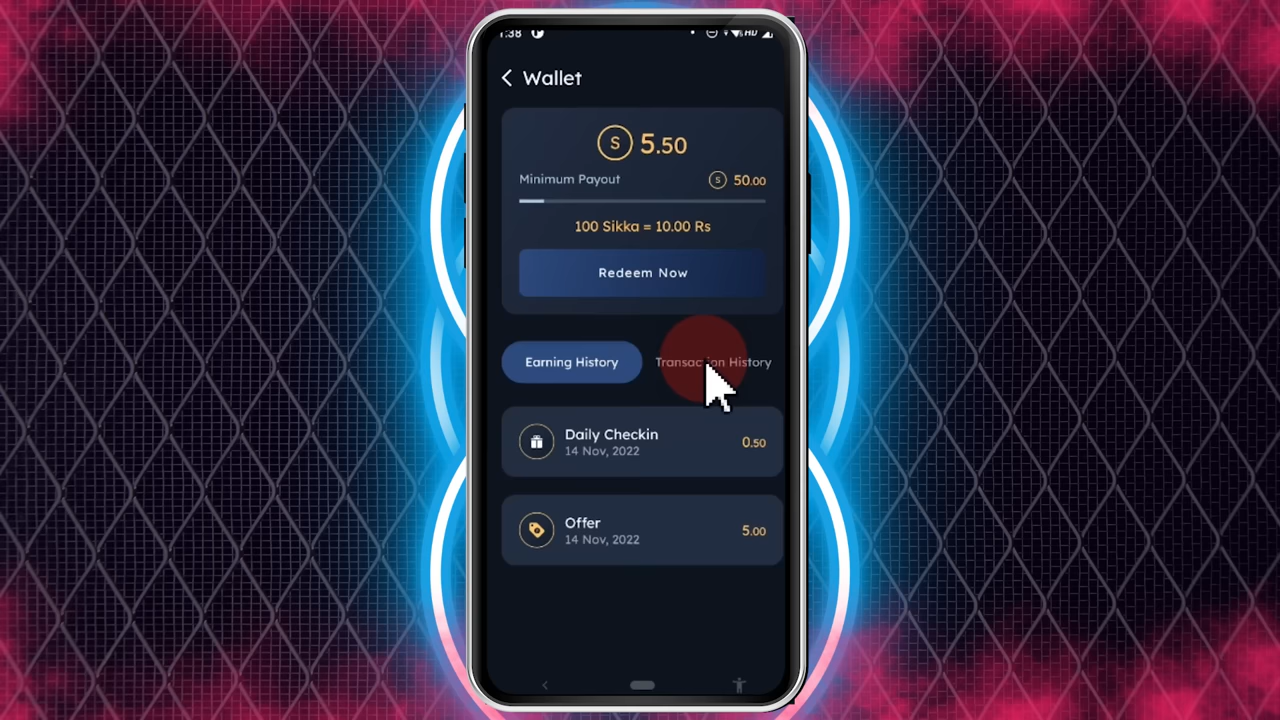 1:38 HD
Wallet
S 5.50
Minimum Payout S 50.00
100 Sikka = 10.00 Rs
Redeem Now
Earning History Transaction History
Daily Checkin 0.50
14 Nov, 2022
Offer 5.00
14 Nov, 2022